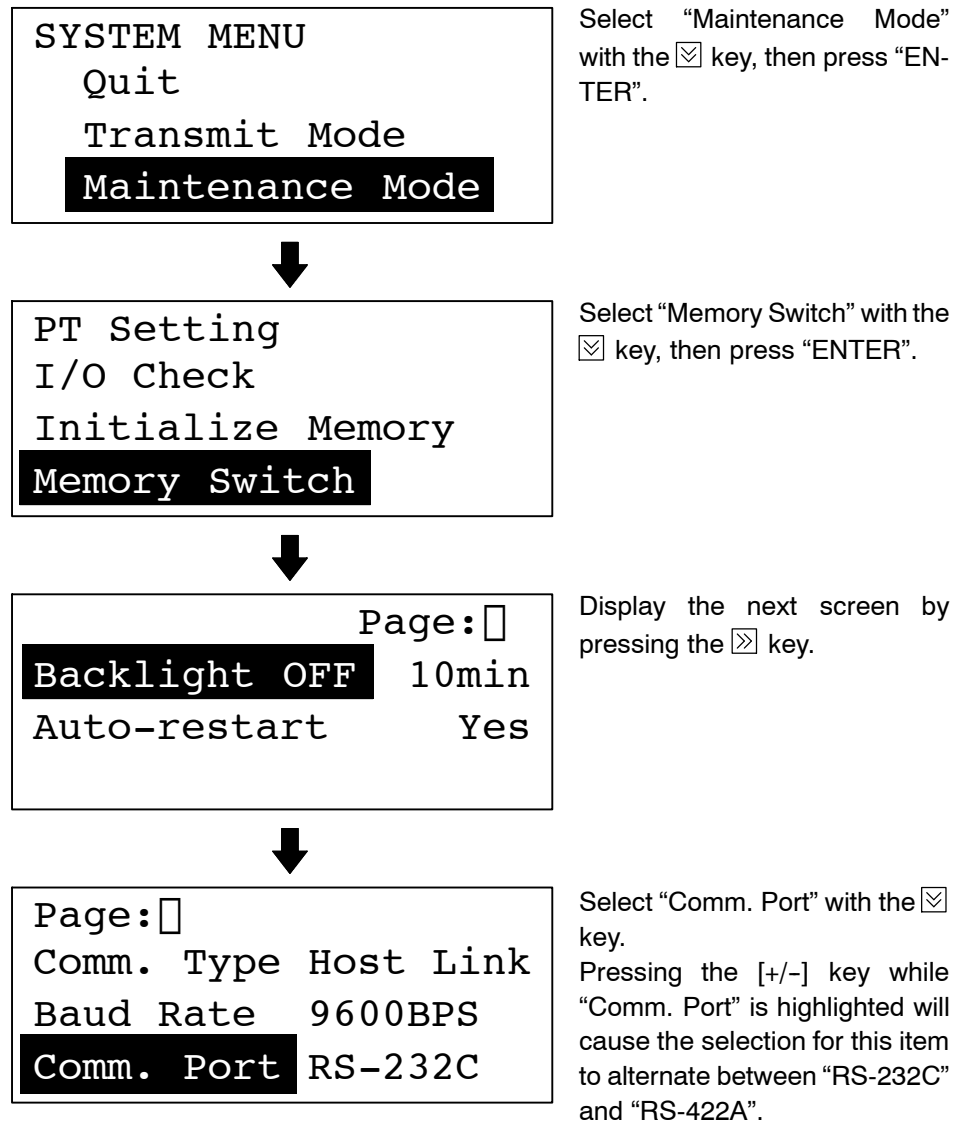 SYSTEM MENU
Quit
Transmit Mode
Maintenance Mode
Select “Maintenance Mode”
with the key, then press “EN-
TER”.
PT Setting
I/O Check
Initialize Memory
Memory Switch
Select “Memory Switch” with the
key, then press “ENTER”.
Page:
Backlight OFF 10min
Auto-restart Yes
Display the next screen by
pressing the key.
Page:
Comm. Type Host Link
Baud Rate 9600BPS
Comm. Port RS-232C
Select “Comm. Port” with the
key.
Pressing the [+/-] key while
“Comm. Port” is highlighted will
cause the selection for this item
to alternate between “RS-232C”
and “RS-422A”.